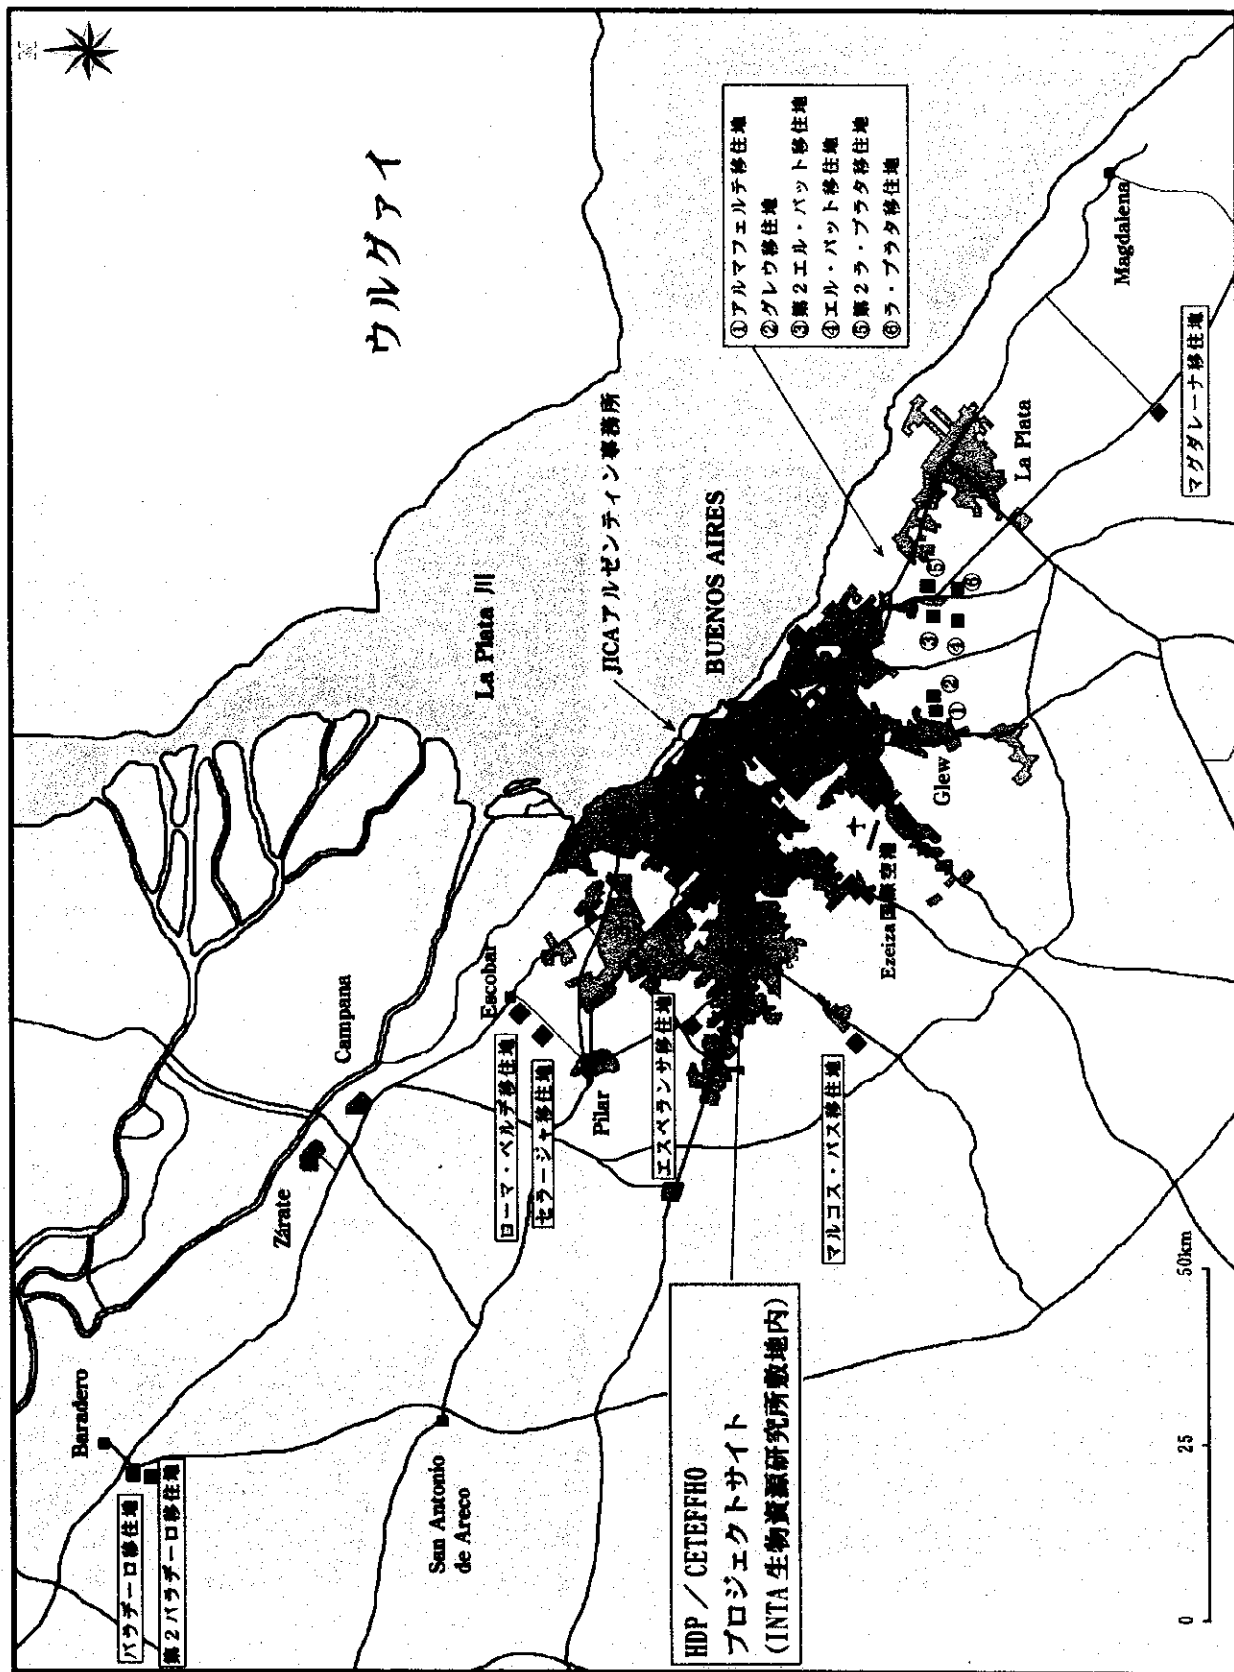 N
ウルグァイ
La Plata 川
JICAアルゼンティン事務所
BUENOS AIRES
①アルマフェルテ移住地
②グレウ移住地
③第2エル・パット移住地
④エル・パット移住地
⑤第2ラ・プラタ移住地
⑥ラ・プラタ移住地
Baradero
バラデーロ移住地
第2バラデーロ移住地
Zárate
Campana
Escobar
ローマ・ベルデ移住地
セラージャ移住地
Pilar
San Antonio
de Areco
エスペランサ移住地
マルコス・パス移住地
Ezeiza国際空港
Glew
①
②
③
④
⑤
⑥
La Plata
Magdalena
マグダレーナ移住地
HDP／CETEFFHO
プロジェクトサイト
(INTA 生物資源研究所敷地内)
0
25
50km